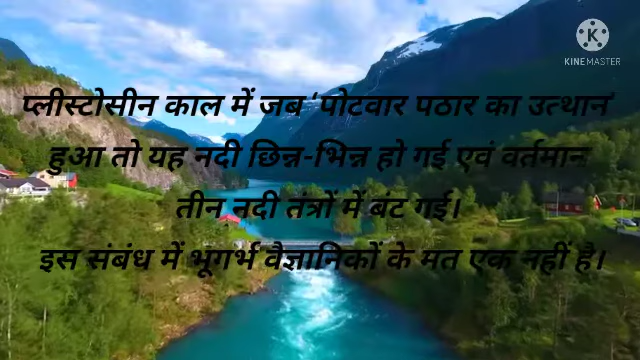 KINEMASTER
प्लीस्टोसीन काल में जब 'पोटवार पठार का उत्थान'
हुआ तो यह नदी छिन्न-भिन्न हो गई एवं वर्तमान
तीन नदी तंत्रों में बंट गई।
इस संबंध में भूगर्भ वैज्ञानिकों के मत एक नहीं है।